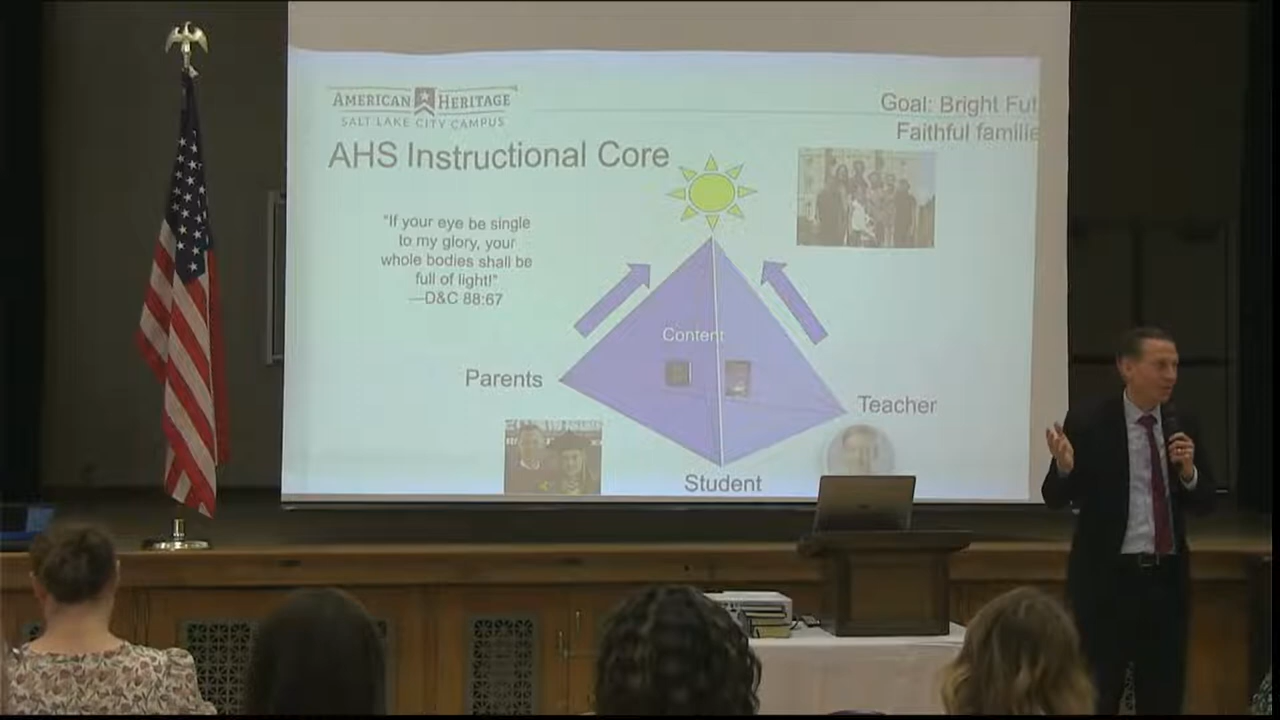 AMERICAN HERITAGE
SALT LAKE CITY CAMPUS
Goal: Bright Fut
Faithful familie
AHS Instructional Core
"If your eye be single
to my glory, your
whole bodies shall be
full of light!"
—D&C 88:67
Content
Parents
Teacher
Student